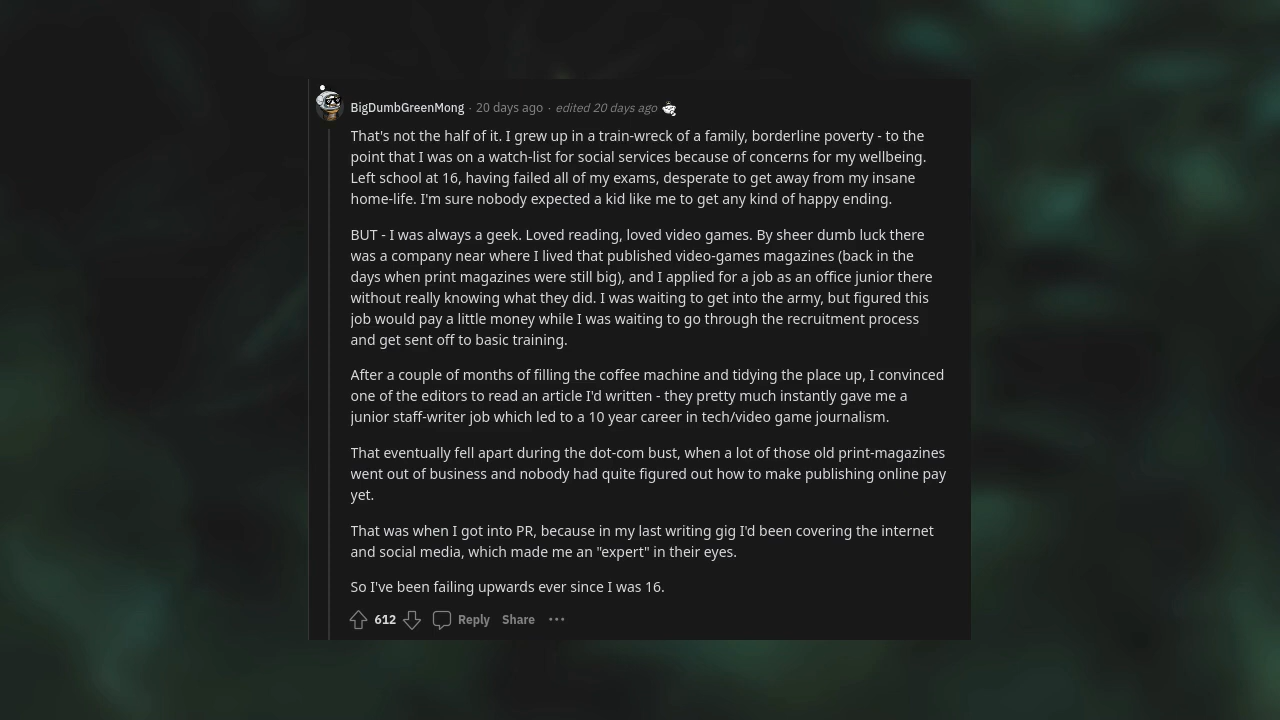 BigDumbGreenMong · 20 days ago · edited 20 days ago
That's not the half of it. I grew up in a train-wreck of a family, borderline poverty - to the
point that I was on a watch-list for social services because of concerns for my wellbeing.
Left school at 16, having failed all of my exams, desperate to get away from my insane
home-life. I'm sure nobody expected a kid like me to get any kind of happy ending.
BUT - I was always a geek. Loved reading, loved video games. By sheer dumb luck there
was a company near where I lived that published video-games magazines (back in the
days when print magazines were still big), and I applied for a job as an office junior there
without really knowing what they did. I was waiting to get into the army, but figured this
job would pay a little money while I was waiting to go through the recruitment process
and get sent off to basic training.
After a couple of months of filling the coffee machine and tidying the place up, I convinced
one of the editors to read an article I'd written - they pretty much instantly gave me a
junior staff-writer job which led to a 10 year career in tech/video game journalism.
That eventually fell apart during the dot-com bust, when a lot of those old print-magazines
went out of business and nobody had quite figured out how to make publishing online pay
yet.
That was when I got into PR, because in my last writing gig I'd been covering the internet
and social media, which made me an "expert" in their eyes.
So I've been failing upwards ever since I was 16.
612 Reply Share ···